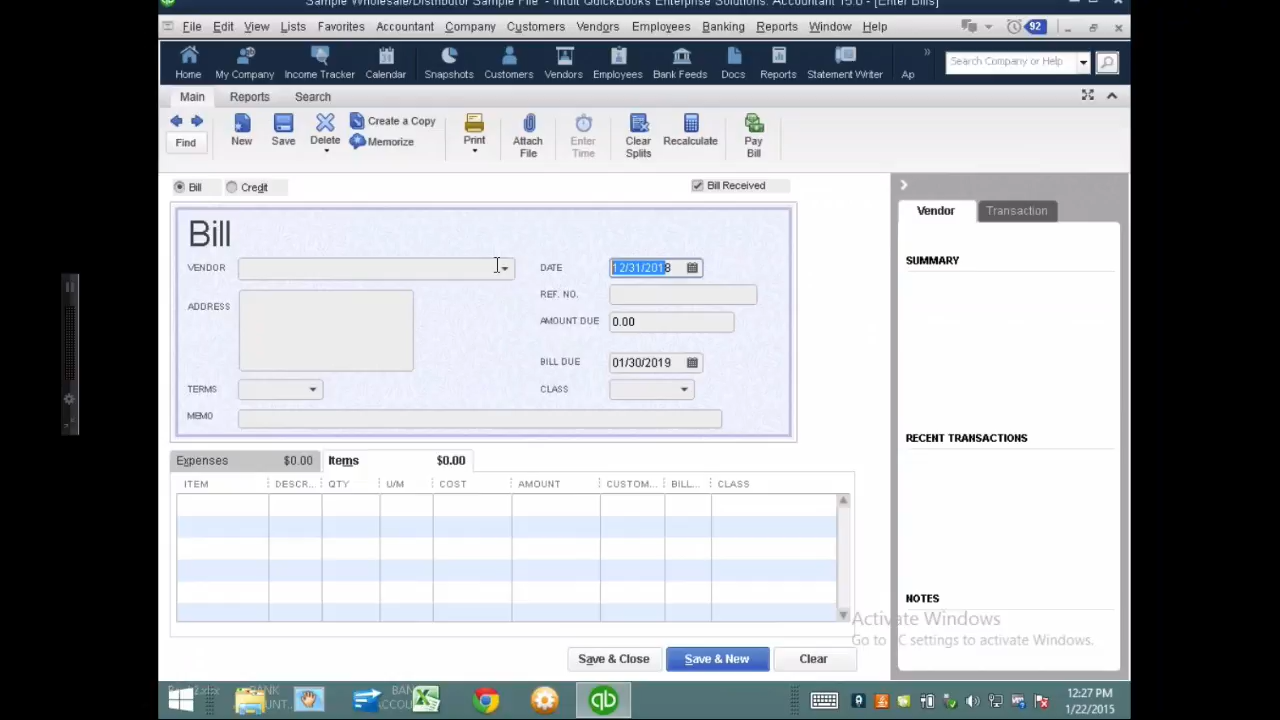 Sample Wholesale/Distributor Sample File - Intuit QuickBooks Enterprise Solutions: Accountant 15.0 - [Enter Bills]
File Edit View Lists Favorites Accountant Company Customers Vendors Employees Banking Reports Window Help 92
Home My Company Income Tracker Calendar Snapshots Customers Vendors Employees Bank Feeds Docs Reports Statement Writer Ap » Search Company or Help
Main Reports Search
Find New Save Delete Create a Copy Memorize Print Attach File Enter Time Clear Splits Recalculate Pay Bill
Bill Credit Bill Received
Vendor Transaction
Bill
VENDOR DATE 12/31/2018
SUMMARY
REF. NO.
ADDRESS
AMOUNT DUE 0.00
BILL DUE 01/30/2019
TERMS CLASS
MEMO
RECENT TRANSACTIONS
Expenses $0.00 Items $0.00
ITEM DESCR... QTY U/M COST AMOUNT CUSTOM... BILL... CLASS
NOTES
Activate Windows
Go to PC settings to activate Windows.
Save & Close Save & New Clear
12:27 PM
1/22/2015